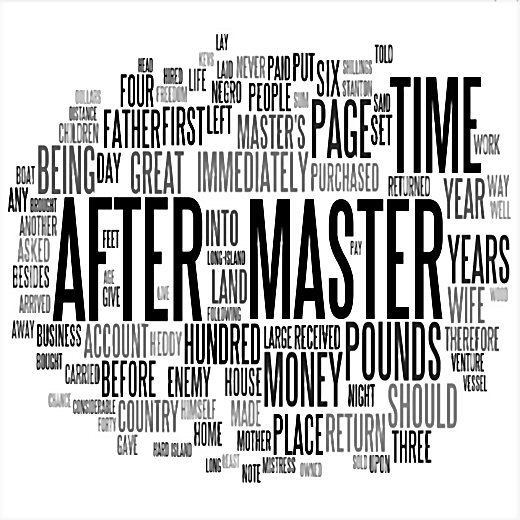 LAY
KEYS TOLD
HEAD HIRED LIFE LAID NEVER PAID PUT SIX SHILLINGS
DOLLARS FOUR FREEDOM NEGRO PEOPLE SUM STANTON TIME
DISTANCE FATHER FIRST LEFT SAID
CHILDREN MASTER'S PAGE SET WORK
BOAT BEING DAY GREAT IMMEDIATELY PURCHASED RETURNED WAY
ANY BROUGHT YEAR WELL
ANOTHER AFTER INTO MASTER
ASKED FEET PAY YEARS
BESIDES LONG-ISLAND
AGE LAND
ARRIVED GIVE LIVE FOLLOWING WIFE WOOD
AWAY BUSINESS ACCOUNT HEDDY HUNDRED LARGE RECEIVED POUNDS THEREFORE
BOUGHT VENTURE
CARRIED BEFORE ENEMY HOUSE MONEY NIGHT VESSEL
CHANCE CONSIDERABLE COUNTRY HIMSELF MADE SHOULD
FORTY HOME MOTHER PLACE RETURN THREE
GAVE HARD ISLAND
LONG BEAST MISTRESS OWNED SOLD UPON
NOTE